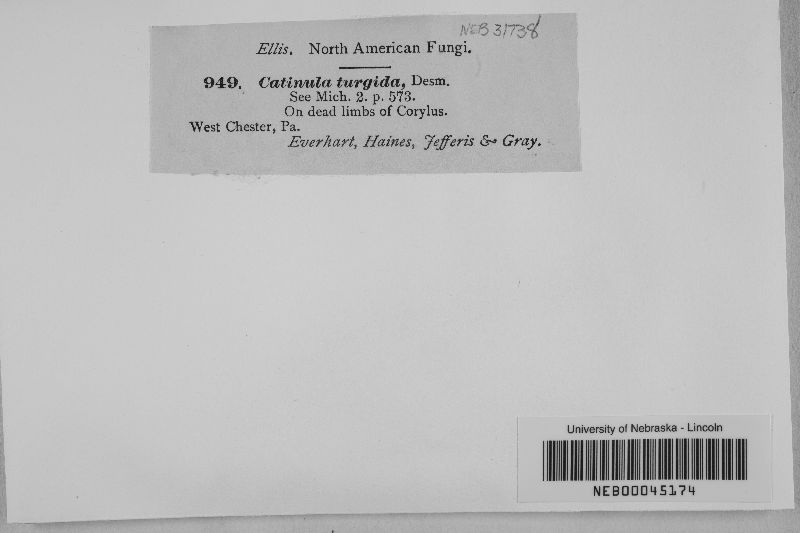 NEB 31738
Ellis. North American Fungi.
949. Catinula turgida, Desm.
See Mich. 2. p. 573.
On dead limbs of Corylus.
West Chester, Pa.
Everhart, Haines, Jefferis & Gray.
University of Nebraska - Lincoln
NEB00045174